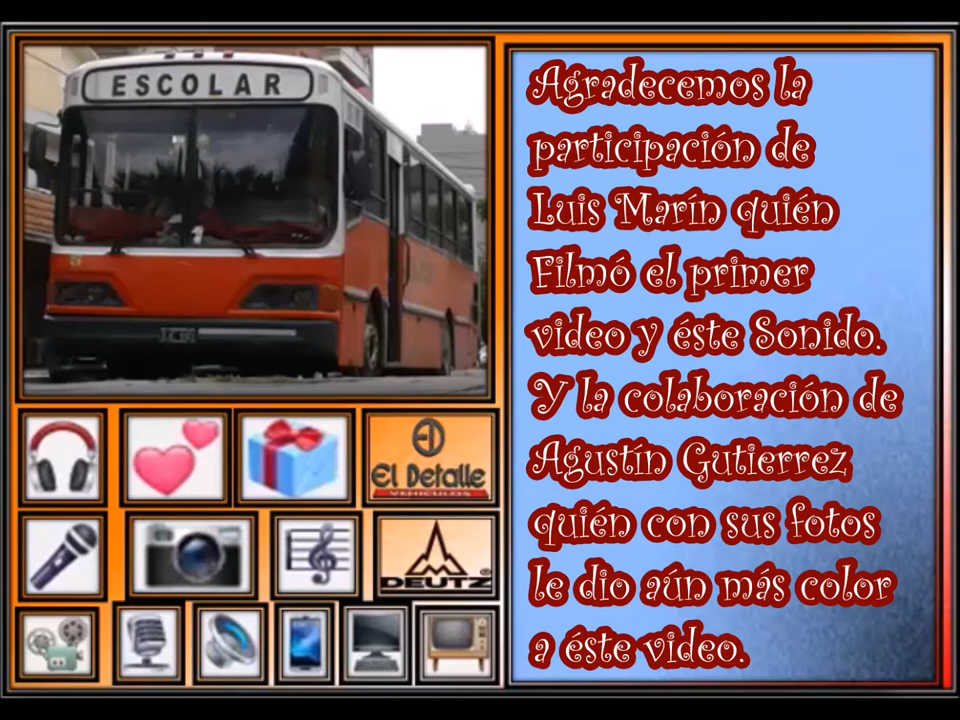 ESCOLAR
Agradecemos la
participación de
Luis Marín quién
Filmó el primer
video y éste Sonido.
Y la colaboración de
Agustín Gutierrez
quién con sus fotos
le dio aún más color
a éste video.
ED
El Detalle
VEHICULOS
DEUTZ